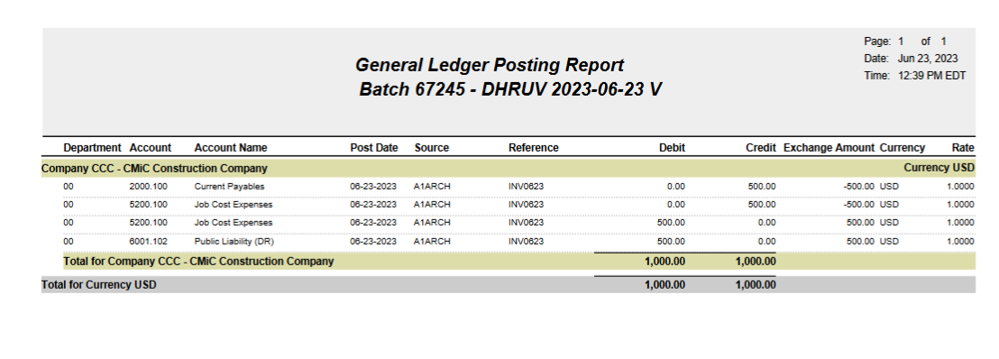 Page: 1 of 1
General Ledger Posting Report
Date: Jun 23, 2023
Batch 67245 - DHRUV 2023-06-23 V
Time: 12:39 PM EDT
Department Account Account Name Post Date Source Reference Debit Credit Exchange Amount Currency Rate
Company CCC - CMiC Construction Company Currency USD
00 2000.100 Current Payables 06-23-2023 A1ARCH INV0623 0.00 500.00 -500.00 USD 1.0000
00 5200.100 Job Cost Expenses 06-23-2023 A1ARCH INV0623 0.00 500.00 -500.00 USD 1.0000
00 5200.100 Job Cost Expenses 06-23-2023 A1ARCH INV0623 500.00 0.00 500.00 USD 1.0000
00 6001.102 Public Liability (DR) 06-23-2023 A1ARCH INV0623 500.00 0.00 500.00 USD 1.0000
Total for Company CCC - CMiC Construction Company 1,000.00 1,000.00
Total for Currency USD 1,000.00 1,000.00